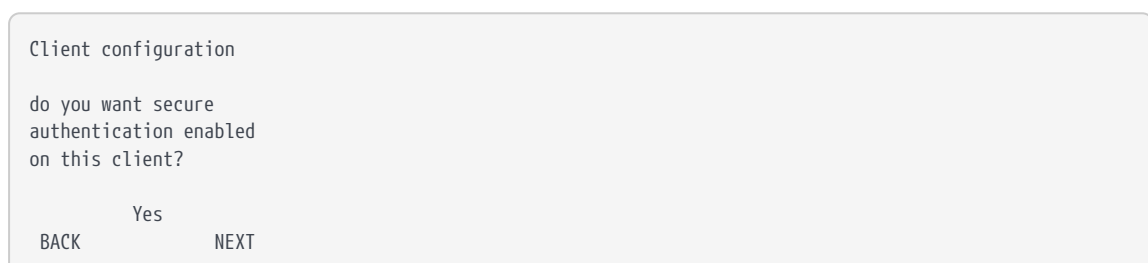 Client configuration
do you want secure
authentication enabled
on this client?
Yes
BACK NEXT